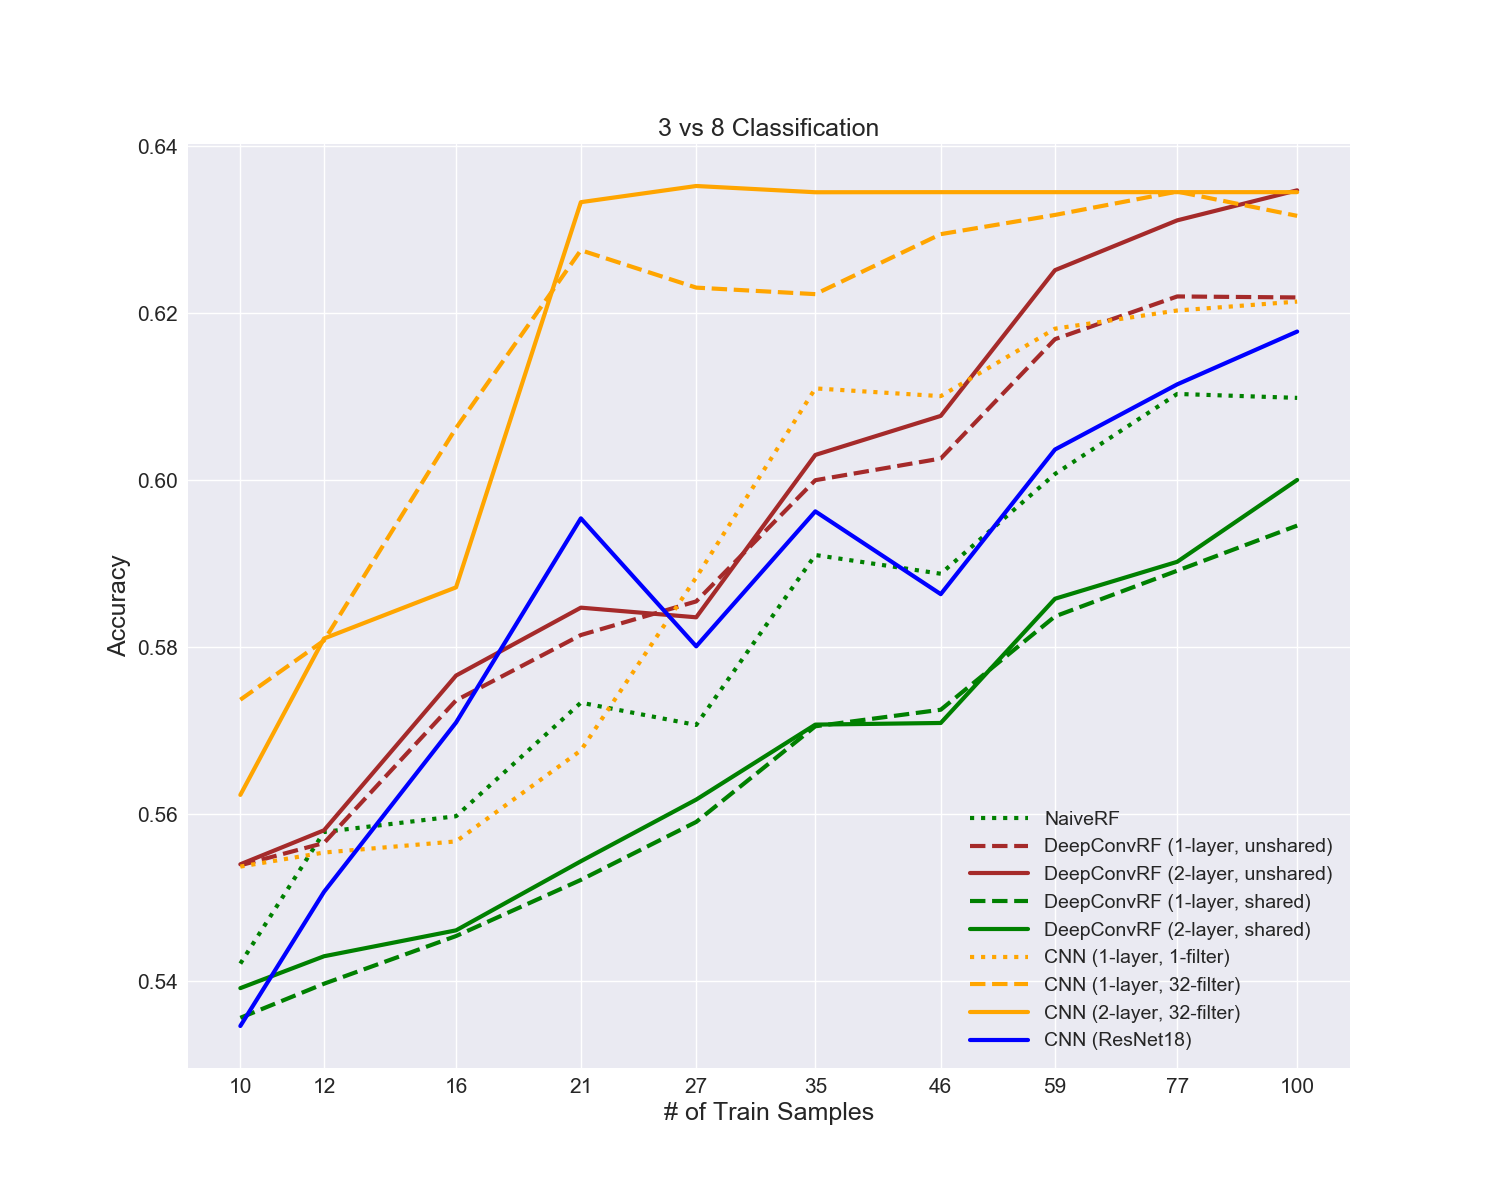 3 vs 8 Classification
0.64
0.62
0.60
0.58
0.56
0.54
Accuracy
NaiveRF
DeepConvRF (1-layer, unshared)
DeepConvRF (2-layer, unshared)
DeepConvRF (1-layer, shared)
DeepConvRF (2-layer, shared)
CNN (1-layer, 1-filter)
CNN (1-layer, 32-filter)
CNN (2-layer, 32-filter)
CNN (ResNet18)
10 12 16 21 27 35 46 59 77 100
# of Train Samples